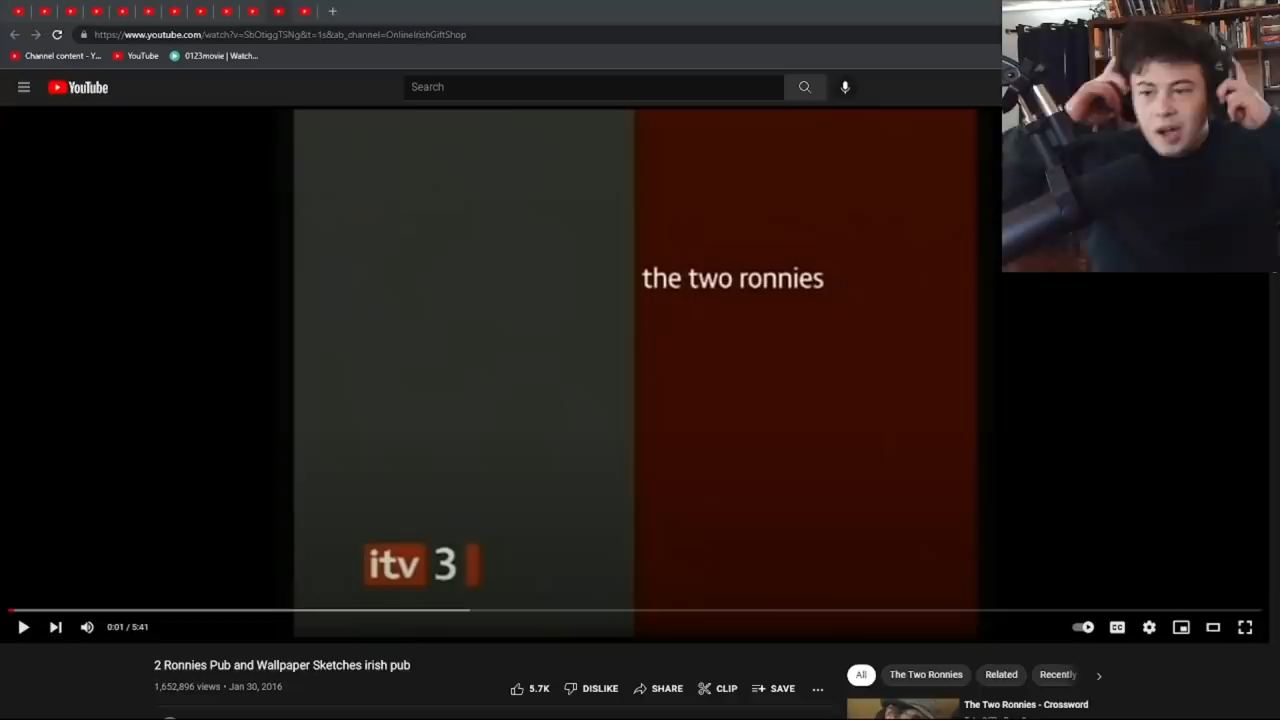 https://www.youtube.com/watch?v=SbOtiggTSNg&t=1s&ab_channel=OnlineIrishGiftShop
Channel content - Y...
YouTube
0123movie | Watch...
YouTube
Search
the two ronnies
itv 3
0:01 / 5:41
CC
2 Ronnies Pub and Wallpaper Sketches irish pub
1,652,896 views • Jan 30, 2016
5.7K
DISLIKE
SHARE
CLIP
SAVE
All
The Two Ronnies
Related
Recently
The Two Ronnies - Crossword